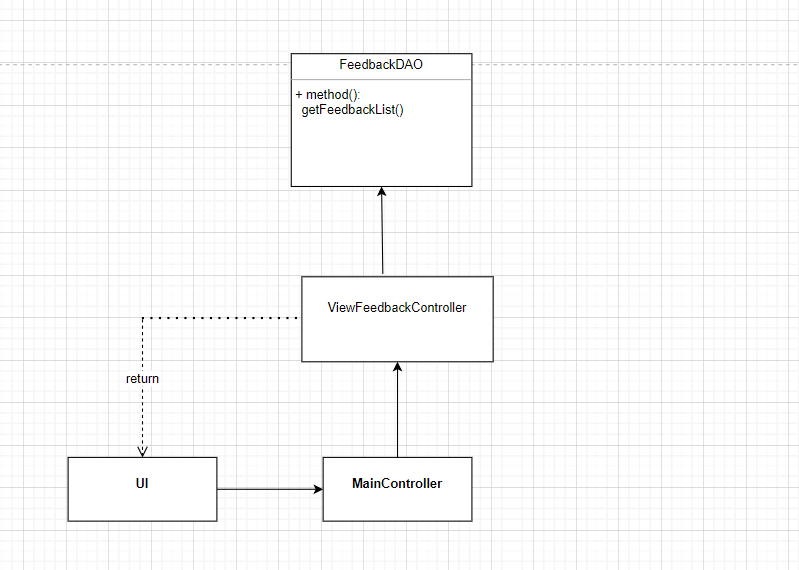 FeedbackDAO
+ method():
getFeedbackList()
ViewFeedbackController
return
UI
MainController